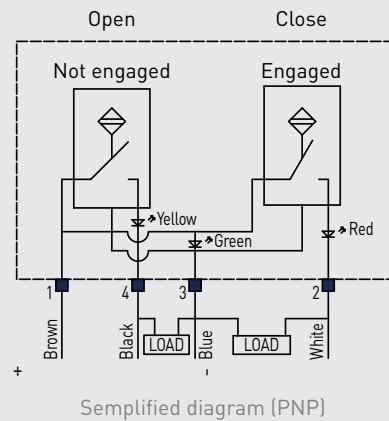 Open Close
Not engaged Engaged
Yellow
Green
Red
1 4 3 2
Brown Black LOAD Blue LOAD White
+ -
Semplified diagram (PNP)